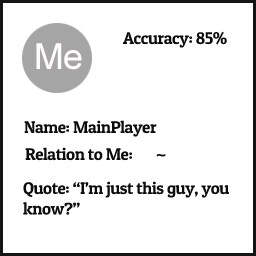 Me
Accuracy: 85%
Name: MainPlayer
Relation to Me: ~
Quote: “I’m just this guy, you
know?”